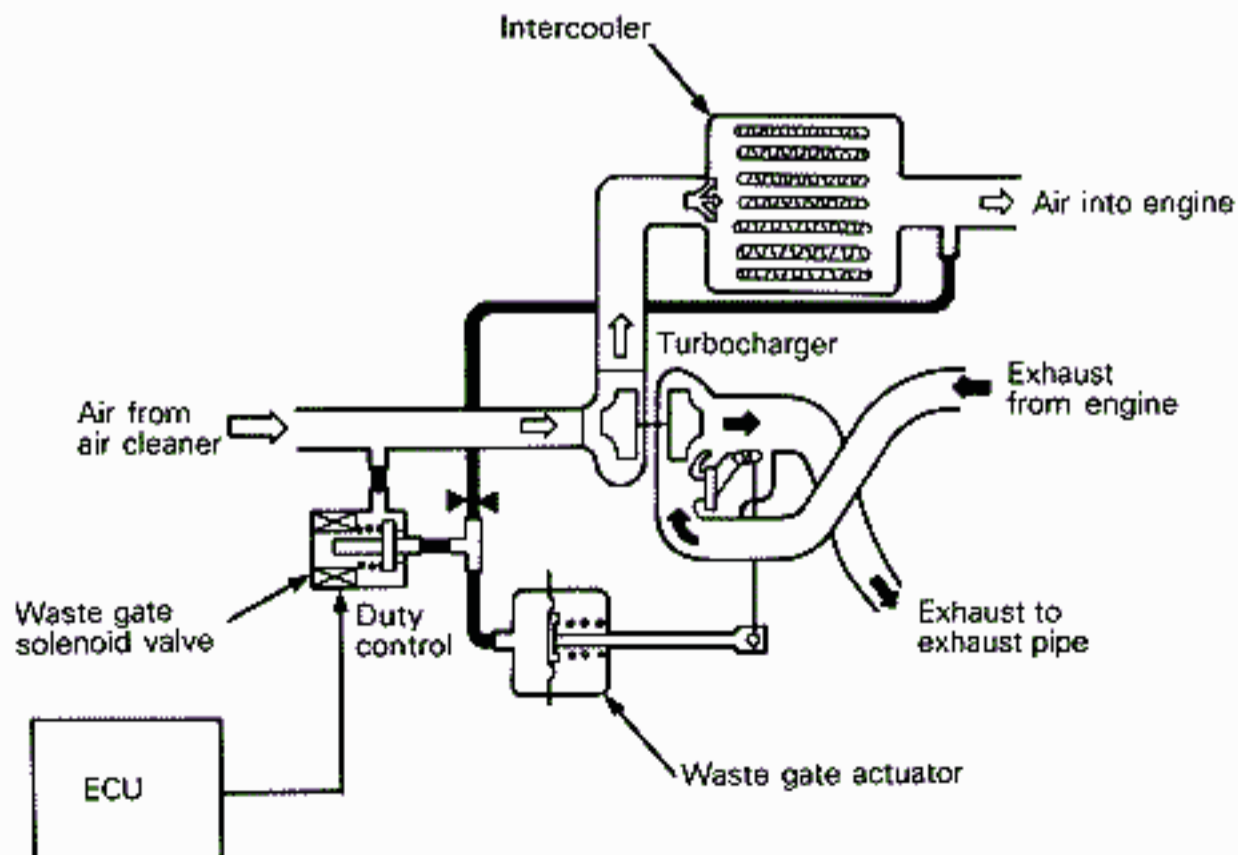 Intercooler
Air into engine
Turbocharger
Exhaust
from engine
Air from
air cleaner
Waste gate
solenoid valve
Duty
control
Exhaust to
exhaust pipe
Waste gate actuator
ECU